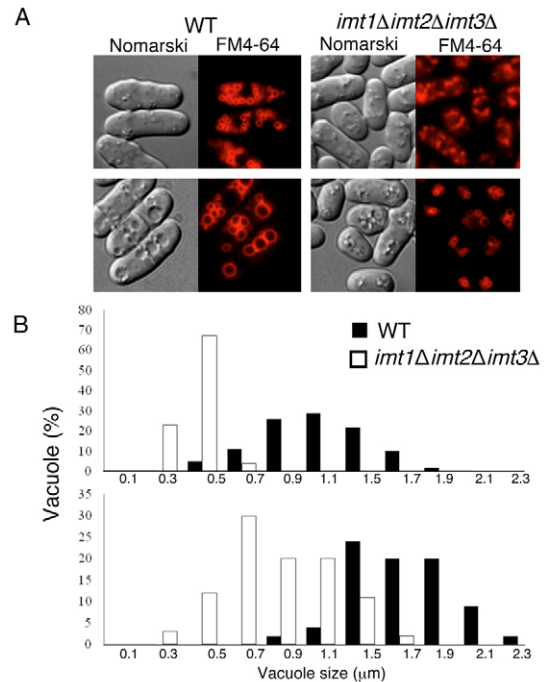 A
WT
imt1Δimt2Δimt3Δ
Nomarski FM4-64 Nomarski FM4-64
B
80
70
60
50
40
30
20
10
0
WT
imt1Δimt2Δimt3Δ
0.1 0.3 0.5 0.7 0.9 1.1 1.5 1.7 1.9 2.1 2.3
Vacuole (%)
35
30
25
20
15
10
5
0
0.1 0.3 0.5 0.7 0.9 1.1 1.5 1.7 1.9 2.1 2.3
Vacuole size (μm)